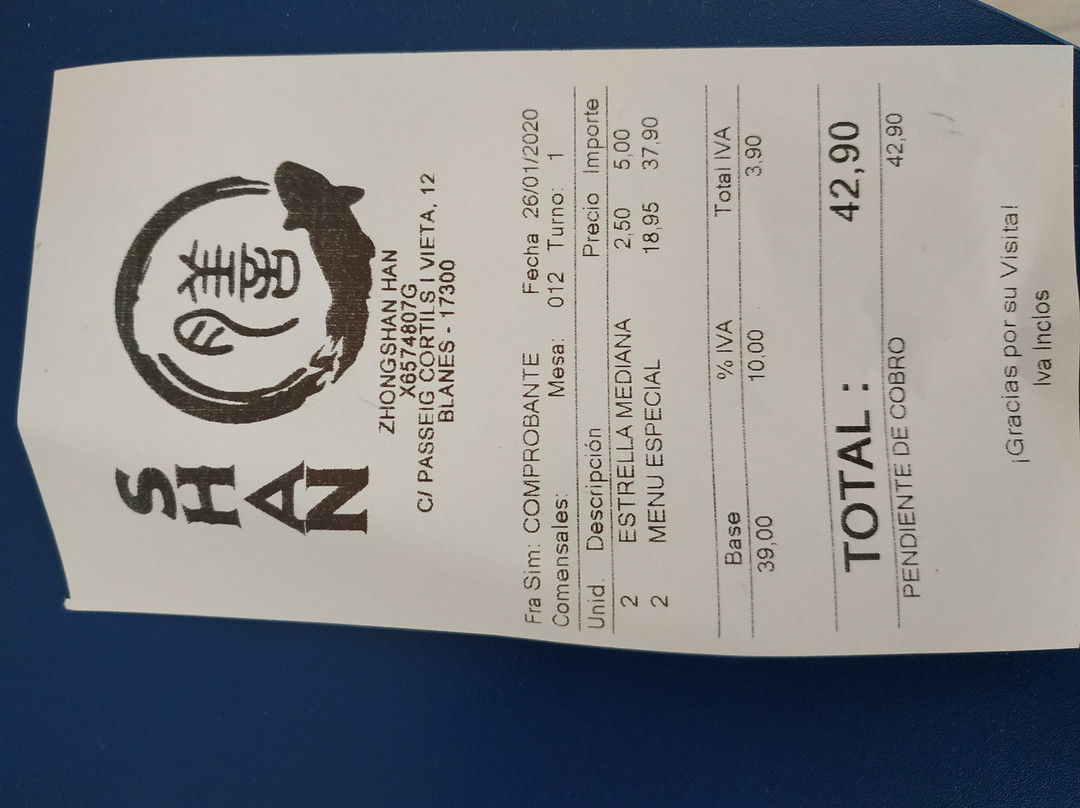 SHAN
美善
ZHONGSHAN HAN
X6574807G
C/ PASSEIG CORTILS I VIETA, 12
BLANES - 17300
Fra Sim: COMPROBANTE Fecha 26/01/2020
Comensales: Mesa: 012 Turno: 1
Unid. Descripción Precio Importe
2 ESTRELLA MEDIANA 2,50 5,00
2 MENU ESPECIAL 18,95 37,90
Base % IVA Total IVA
39,00 10.00 3.90
TOTAL : 42,90
PENDIENTE DE COBRO 42,90
¡Gracias por su Visita!
Iva Inclos